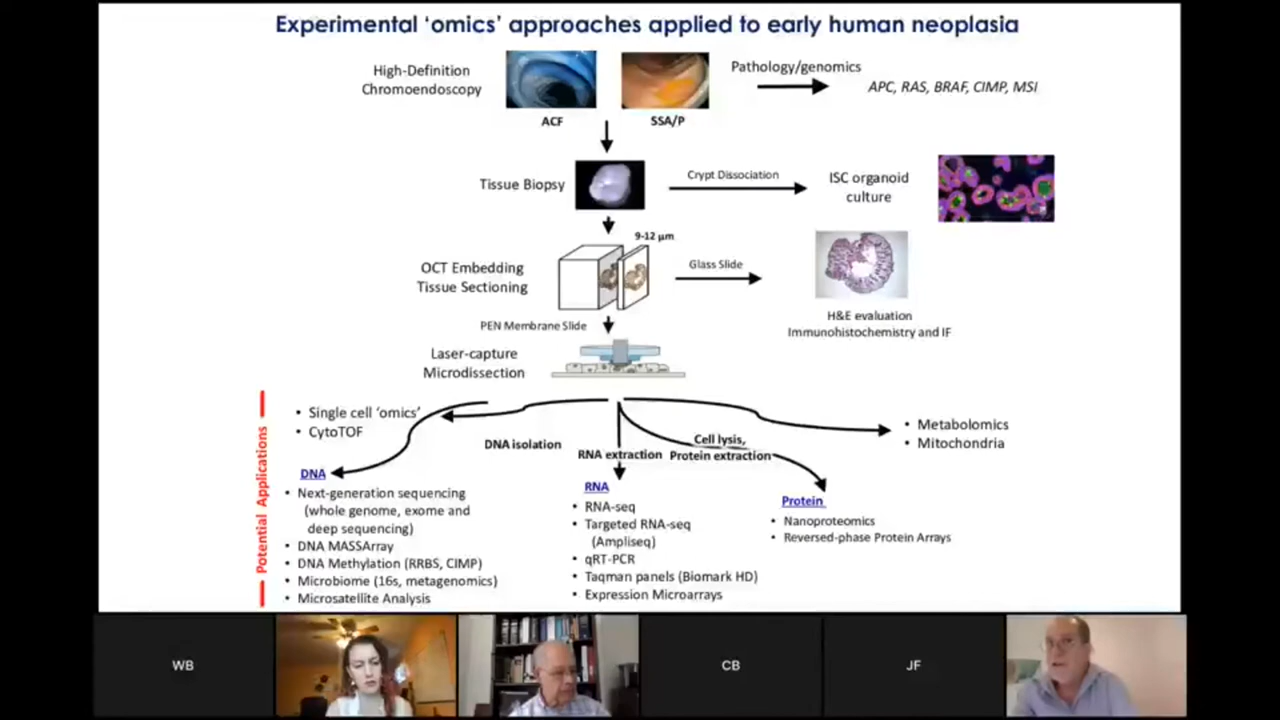 Experimental ‘omics’ approaches applied to early human neoplasia
High-Definition
Chromoendoscopy
ACF
SSA/P
Pathology/genomics
APC, RAS, BRAF, CIMP, MSI
Tissue Biopsy
Crypt Dissociation
ISC organoid
culture
9-12 µm
OCT Embedding
Tissue Sectioning
Glass Slide
H&E evaluation
Immunohistochemistry and IF
PEN Membrane Slide
Laser-capture
Microdissection
Potential Applications
• Single cell ‘omics’
• CytoTOF
DNA isolation
RNA extraction
Cell lysis,
Protein extraction
• Metabolomics
• Mitochondria
DNA
• Next-generation sequencing
(whole genome, exome and
deep sequencing)
• DNA MASSArray
• DNA Methylation (RRBS, CIMP)
• Microbiome (16s, metagenomics)
• Microsatellite Analysis
RNA
• RNA-seq
• Targeted RNA-seq
(Ampliseq)
• qRT-PCR
• Taqman panels (Biomark HD)
• Expression Microarrays
Protein
• Nanoproteomics
• Reversed-phase Protein Arrays
WB
CB
JF